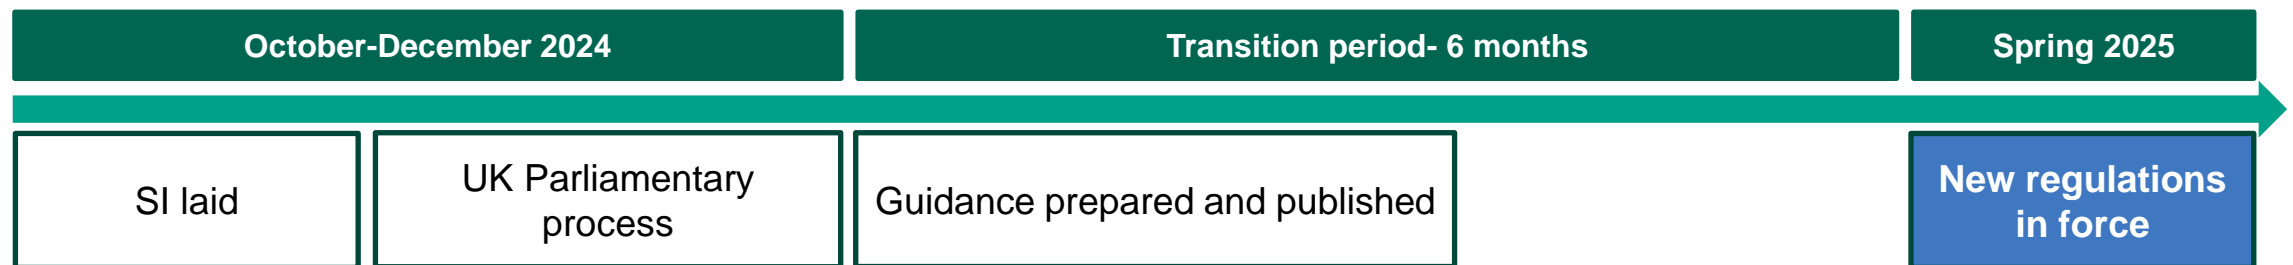 October-December 2024
Transition period- 6 months
Spring 2025
SI laid
UK Parliamentary
process
Guidance prepared and published
New regulations
in force